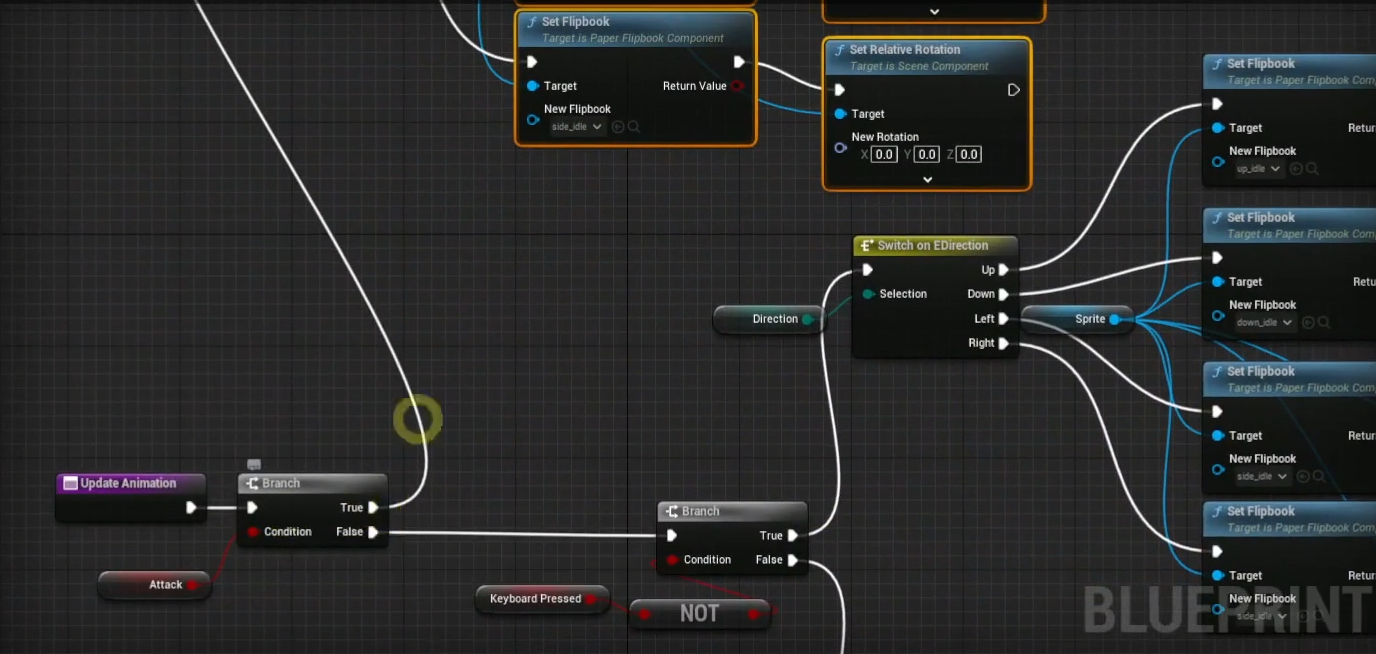 Set Flipbook
Target is Paper Flipbook Component
Target
Return Value
New Flipbook
side_idle
Set Relative Rotation
Target is Scene Component
Target
New Rotation
X 0.0 Y 0.0 Z 0.0
Set Flipbook
Target is Paper Flipbook Com
Target
Retur
New Flipbook
up_idle
Switch on EDirection
Up
Selection
Down
Left
Right
Direction
Sprite
Set Flipbook
Target is Paper Flipbook Com
Target
Retu
New Flipbook
down_idle
Set Flipbook
Target is Paper Flipbook Com
Target
Retur
New Flipbook
side_idle
Update Animation
Branch
True
Condition
False
Attack
Branch
True
Condition
False
Keyboard Pressed
NOT
Set Flipbook
Target is Paper Flipbook Com
Target
Retur
New Flipbook
side_idle
BLUEPRINT